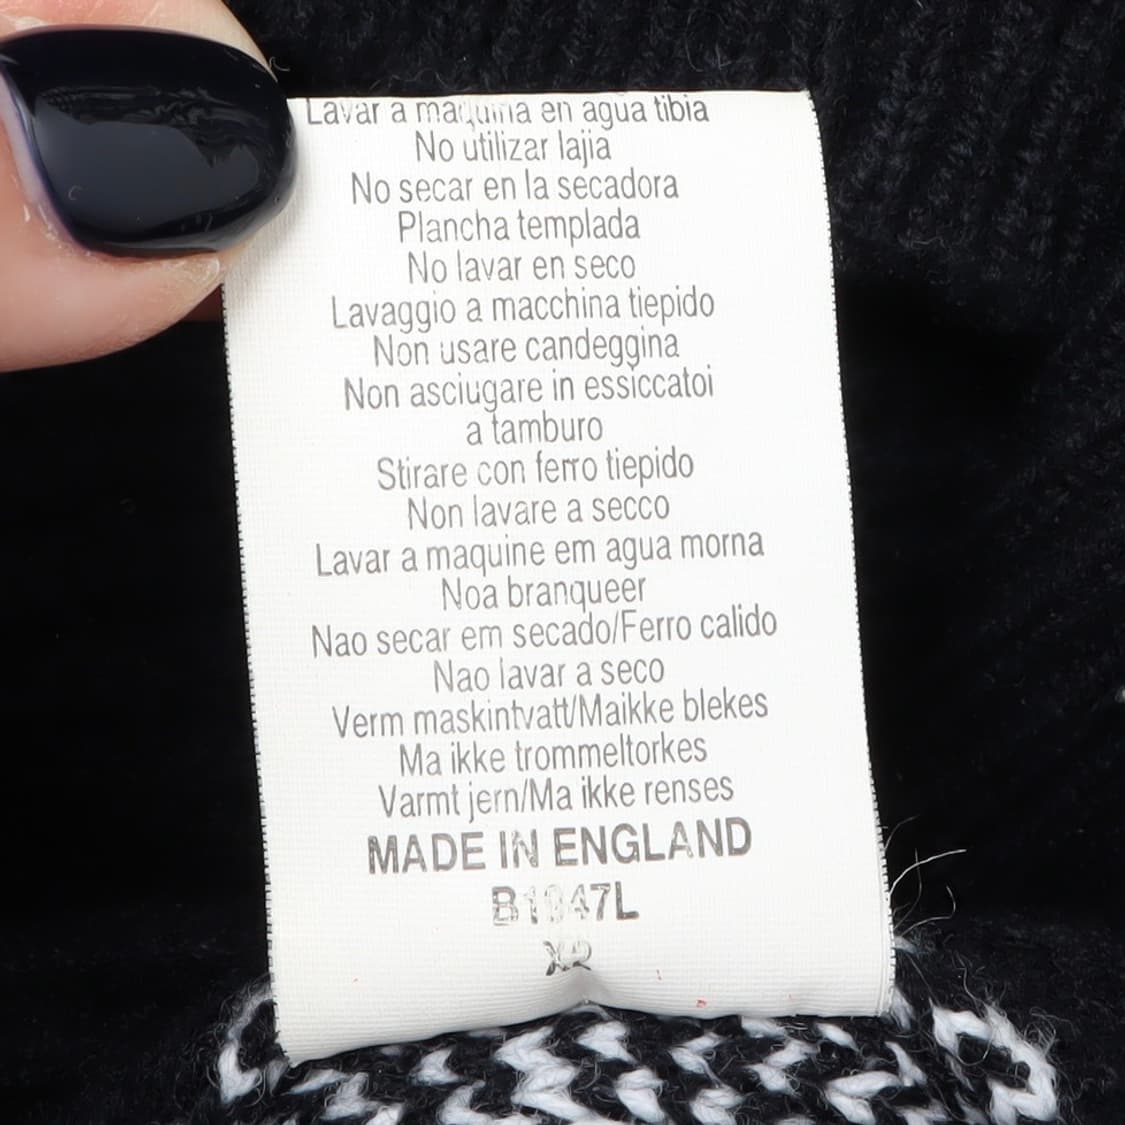 Lavar a maquina en agua tibia
No utilizar lajia
No secar en la secadora
Plancha templada
No lavar en seco
Lavaggio a macchina tiepido
Non usare candeggina
Non asciugare in essiccatoi
a tamburo
Stirare con ferro tiepido
Non lavare a secco
Lavar a maquine em agua morna
Noa branqueer
Nao secar em secado/Ferro calido
Nao lavar a seco
Verm maskintvatt/Maikke blekes
Ma ikke trommeltorkes
Varmt jern/Ma ikke renses
MADE IN ENGLAND